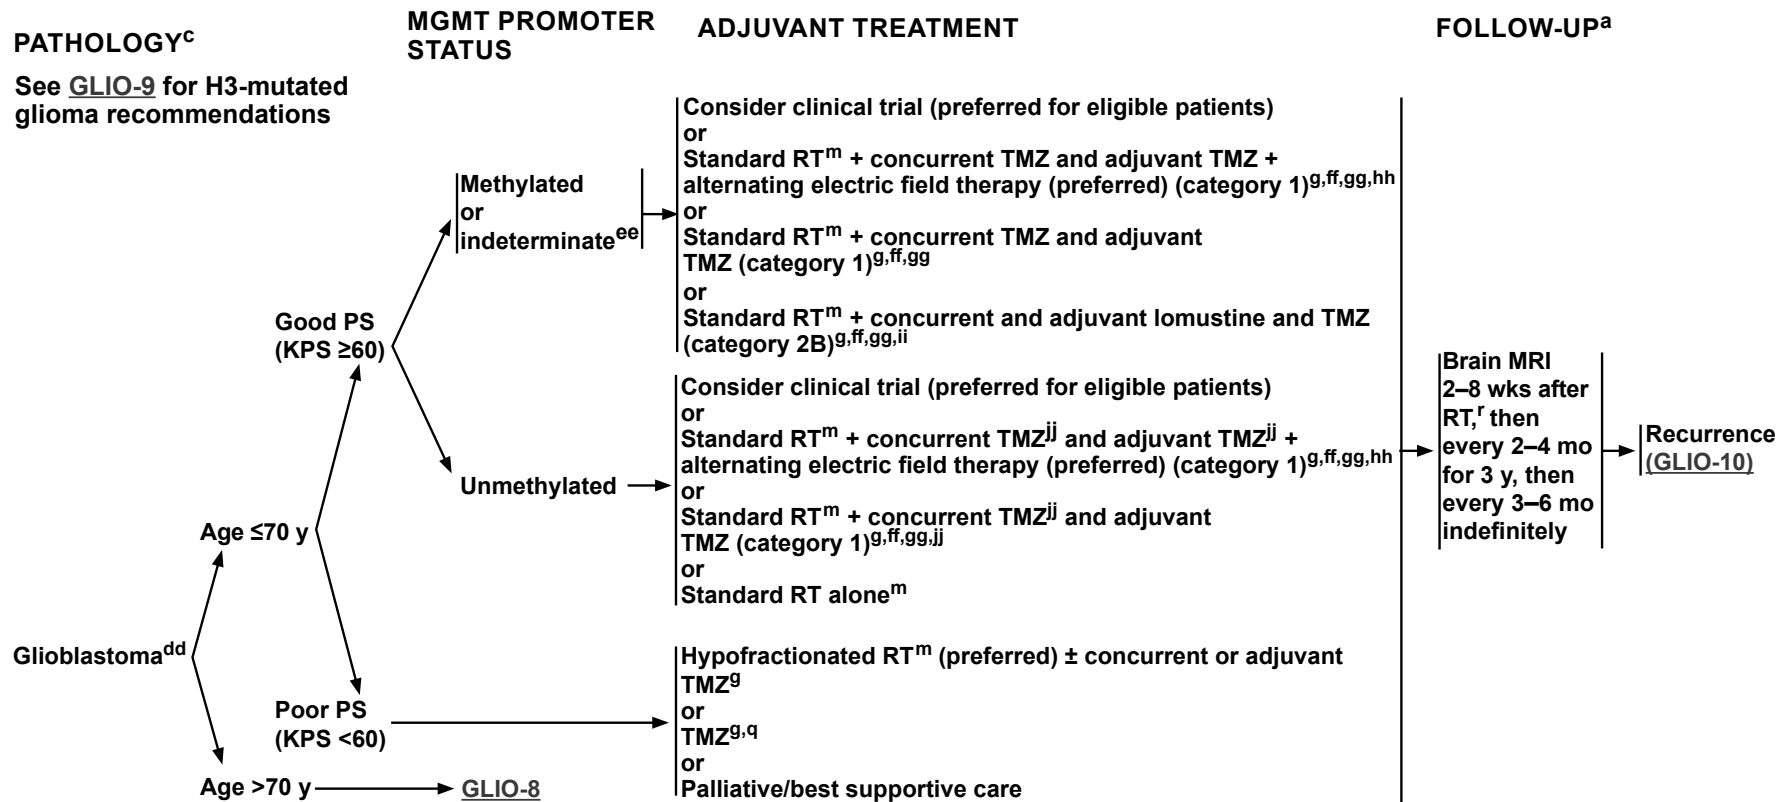 PATHOLOGYc
See GLIO-9 for H3-mutated
glioma recommendations
MGMT PROMOTER
STATUS
ADJUVANT TREATMENT
FOLLOW-UPa
Glioblastomadd
Age ≤70 y
Age >70 y
GLIO-8
Good PS
(KPS ≥60)
Poor PS
(KPS <60)
Methylated
or
indeterminateee
Unmethylated
Consider clinical trial (preferred for eligible patients)
or
Standard RTm + concurrent TMZ and adjuvant TMZ +
alternating electric field therapy (preferred) (category 1)g,ff,gg,hh
or
Standard RTm + concurrent TMZ and adjuvant
TMZ (category 1)g,ff,gg
or
Standard RTm + concurrent and adjuvant lomustine and TMZ
(category 2B)g,ff,gg,ii
Consider clinical trial (preferred for eligible patients)
or
Standard RTm + concurrent TMZjj and adjuvant TMZjj +
alternating electric field therapy (preferred) (category 1)g,ff,gg,hh
or
Standard RTm + concurrent TMZjj and adjuvant
TMZ (category 1)g,ff,gg,jj
or
Standard RT alonem
Hypofractionated RTm (preferred) ± concurrent or adjuvant
TMZg
or
TMZg,q
or
Palliative/best supportive care
Brain MRI
2–8 wks after
RT,r then
every 2–4 mo
for 3 y, then
every 3–6 mo
indefinitely
Recurrence
(GLIO-10)